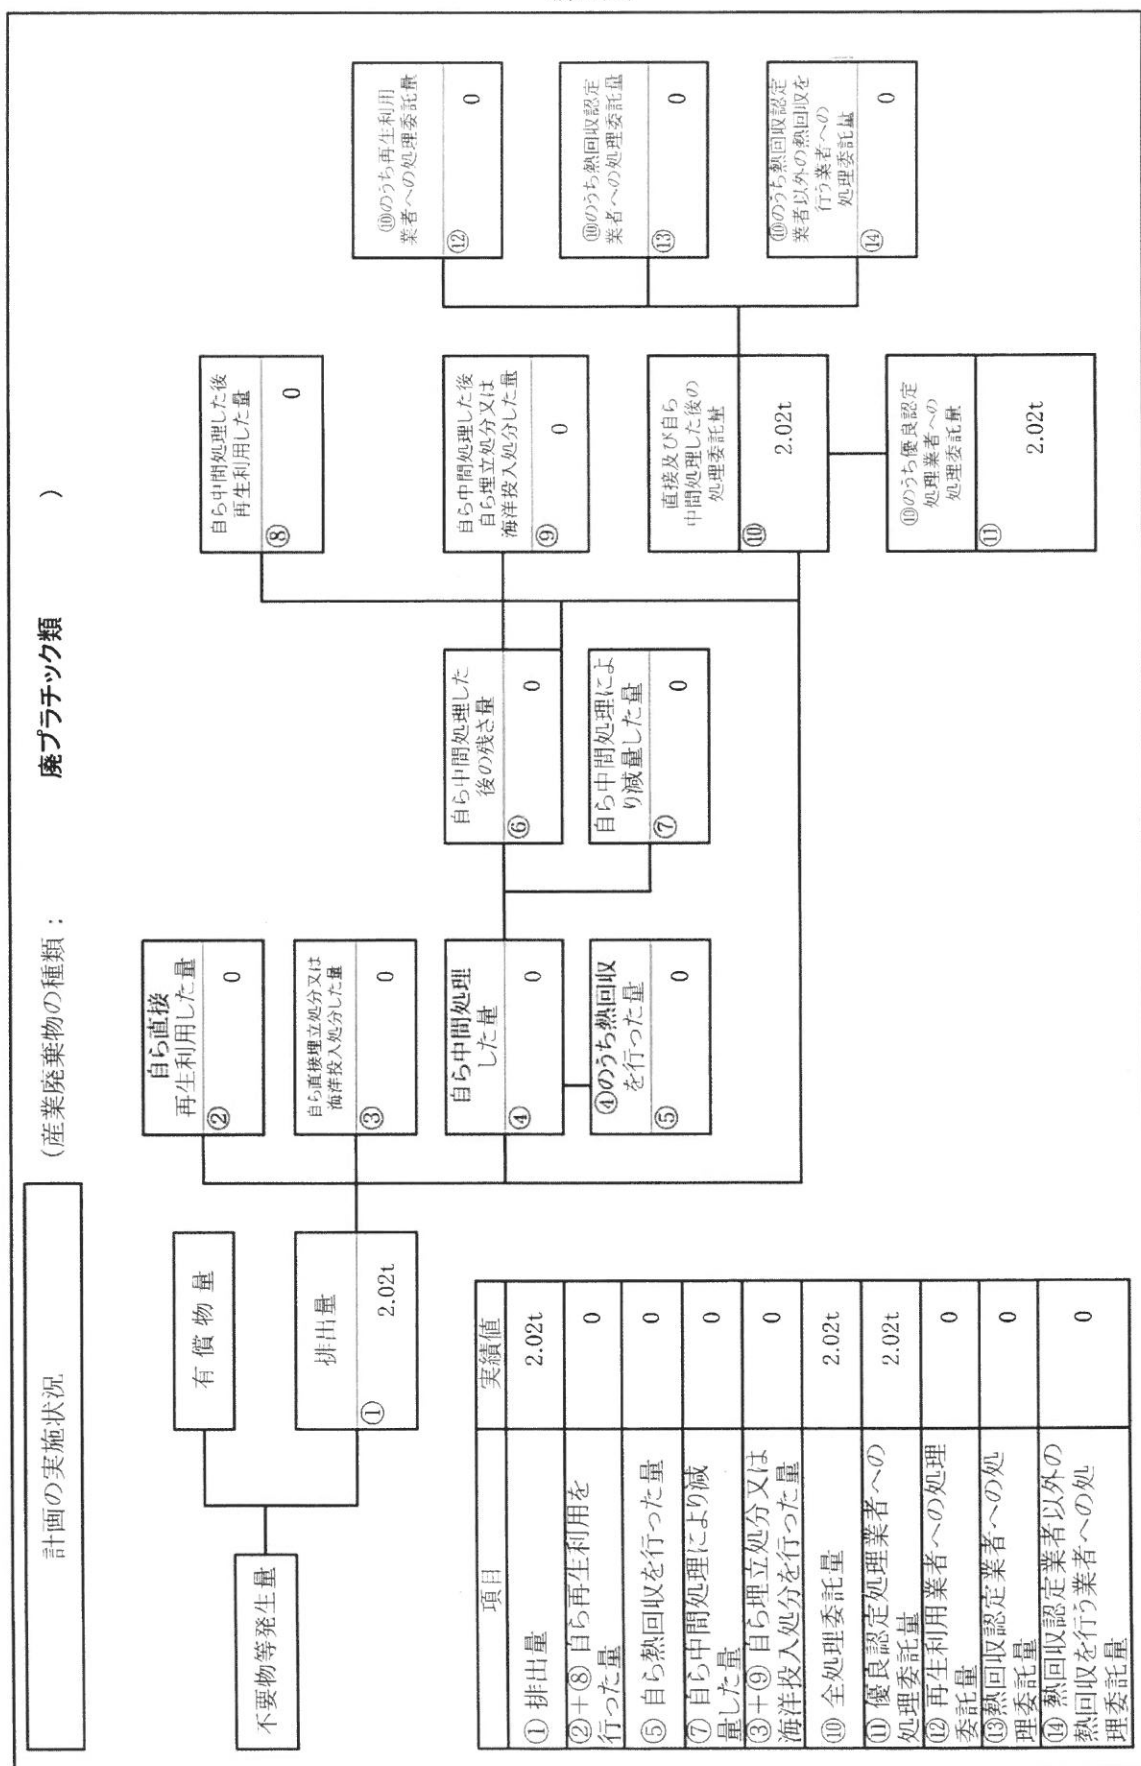 計画の実施状況
（産業廃棄物の種類：　廃プラチック類　）
不要物等発生量
有償物量
排出量
①
2.02t
自ら直接
再生利用した量
②
0
自ら直接埋立処分又は
海洋投入処分した量
③
0
自ら中間処理
した量
④
0
④のうち熱回収
を行った量
⑤
0
自ら中間処理した
後の残さ量
⑥
0
自ら中間処理によ
り減量した量
⑦
0
自ら中間処理した後
再生利用した量
⑧
0
自ら中間処理した後
自ら埋立処分又は
海洋投入処分した量
⑨
0
直接及び自ら
中間処理した後の
処理委託量
⑩
2.02t
⑩のうち優良認定
処理業者への
処理委託量
⑪
2.02t
⑩のうち再生利用
業者への処理委託量
⑫
0
⑩のうち熱回収認定
業者への処理委託量
⑬
0
⑩のうち熱回収認定
業者以外の熱回収を
行う業者への
処理委託量
⑭
0
項目 実績値
①排出量 2.02t
②＋⑧ 自ら再生利用を
行った量 0
⑤ 自ら熱回収を行った量 0
⑦ 自ら中間処理により減
量した量 0
③＋⑨ 自ら埋立処分又は
海洋投入処分を行った量 0
⑩ 全処理委託量 2.02t
⑪ 優良認定処理業者への
処理委託量 2.02t
⑫ 再生利用業者への処理
委託量 0
⑬熱回収認定業者への処
理委託量 0
⑭ 熱回収認定業者以外の
熱回収を行う業者への処
理委託量 0